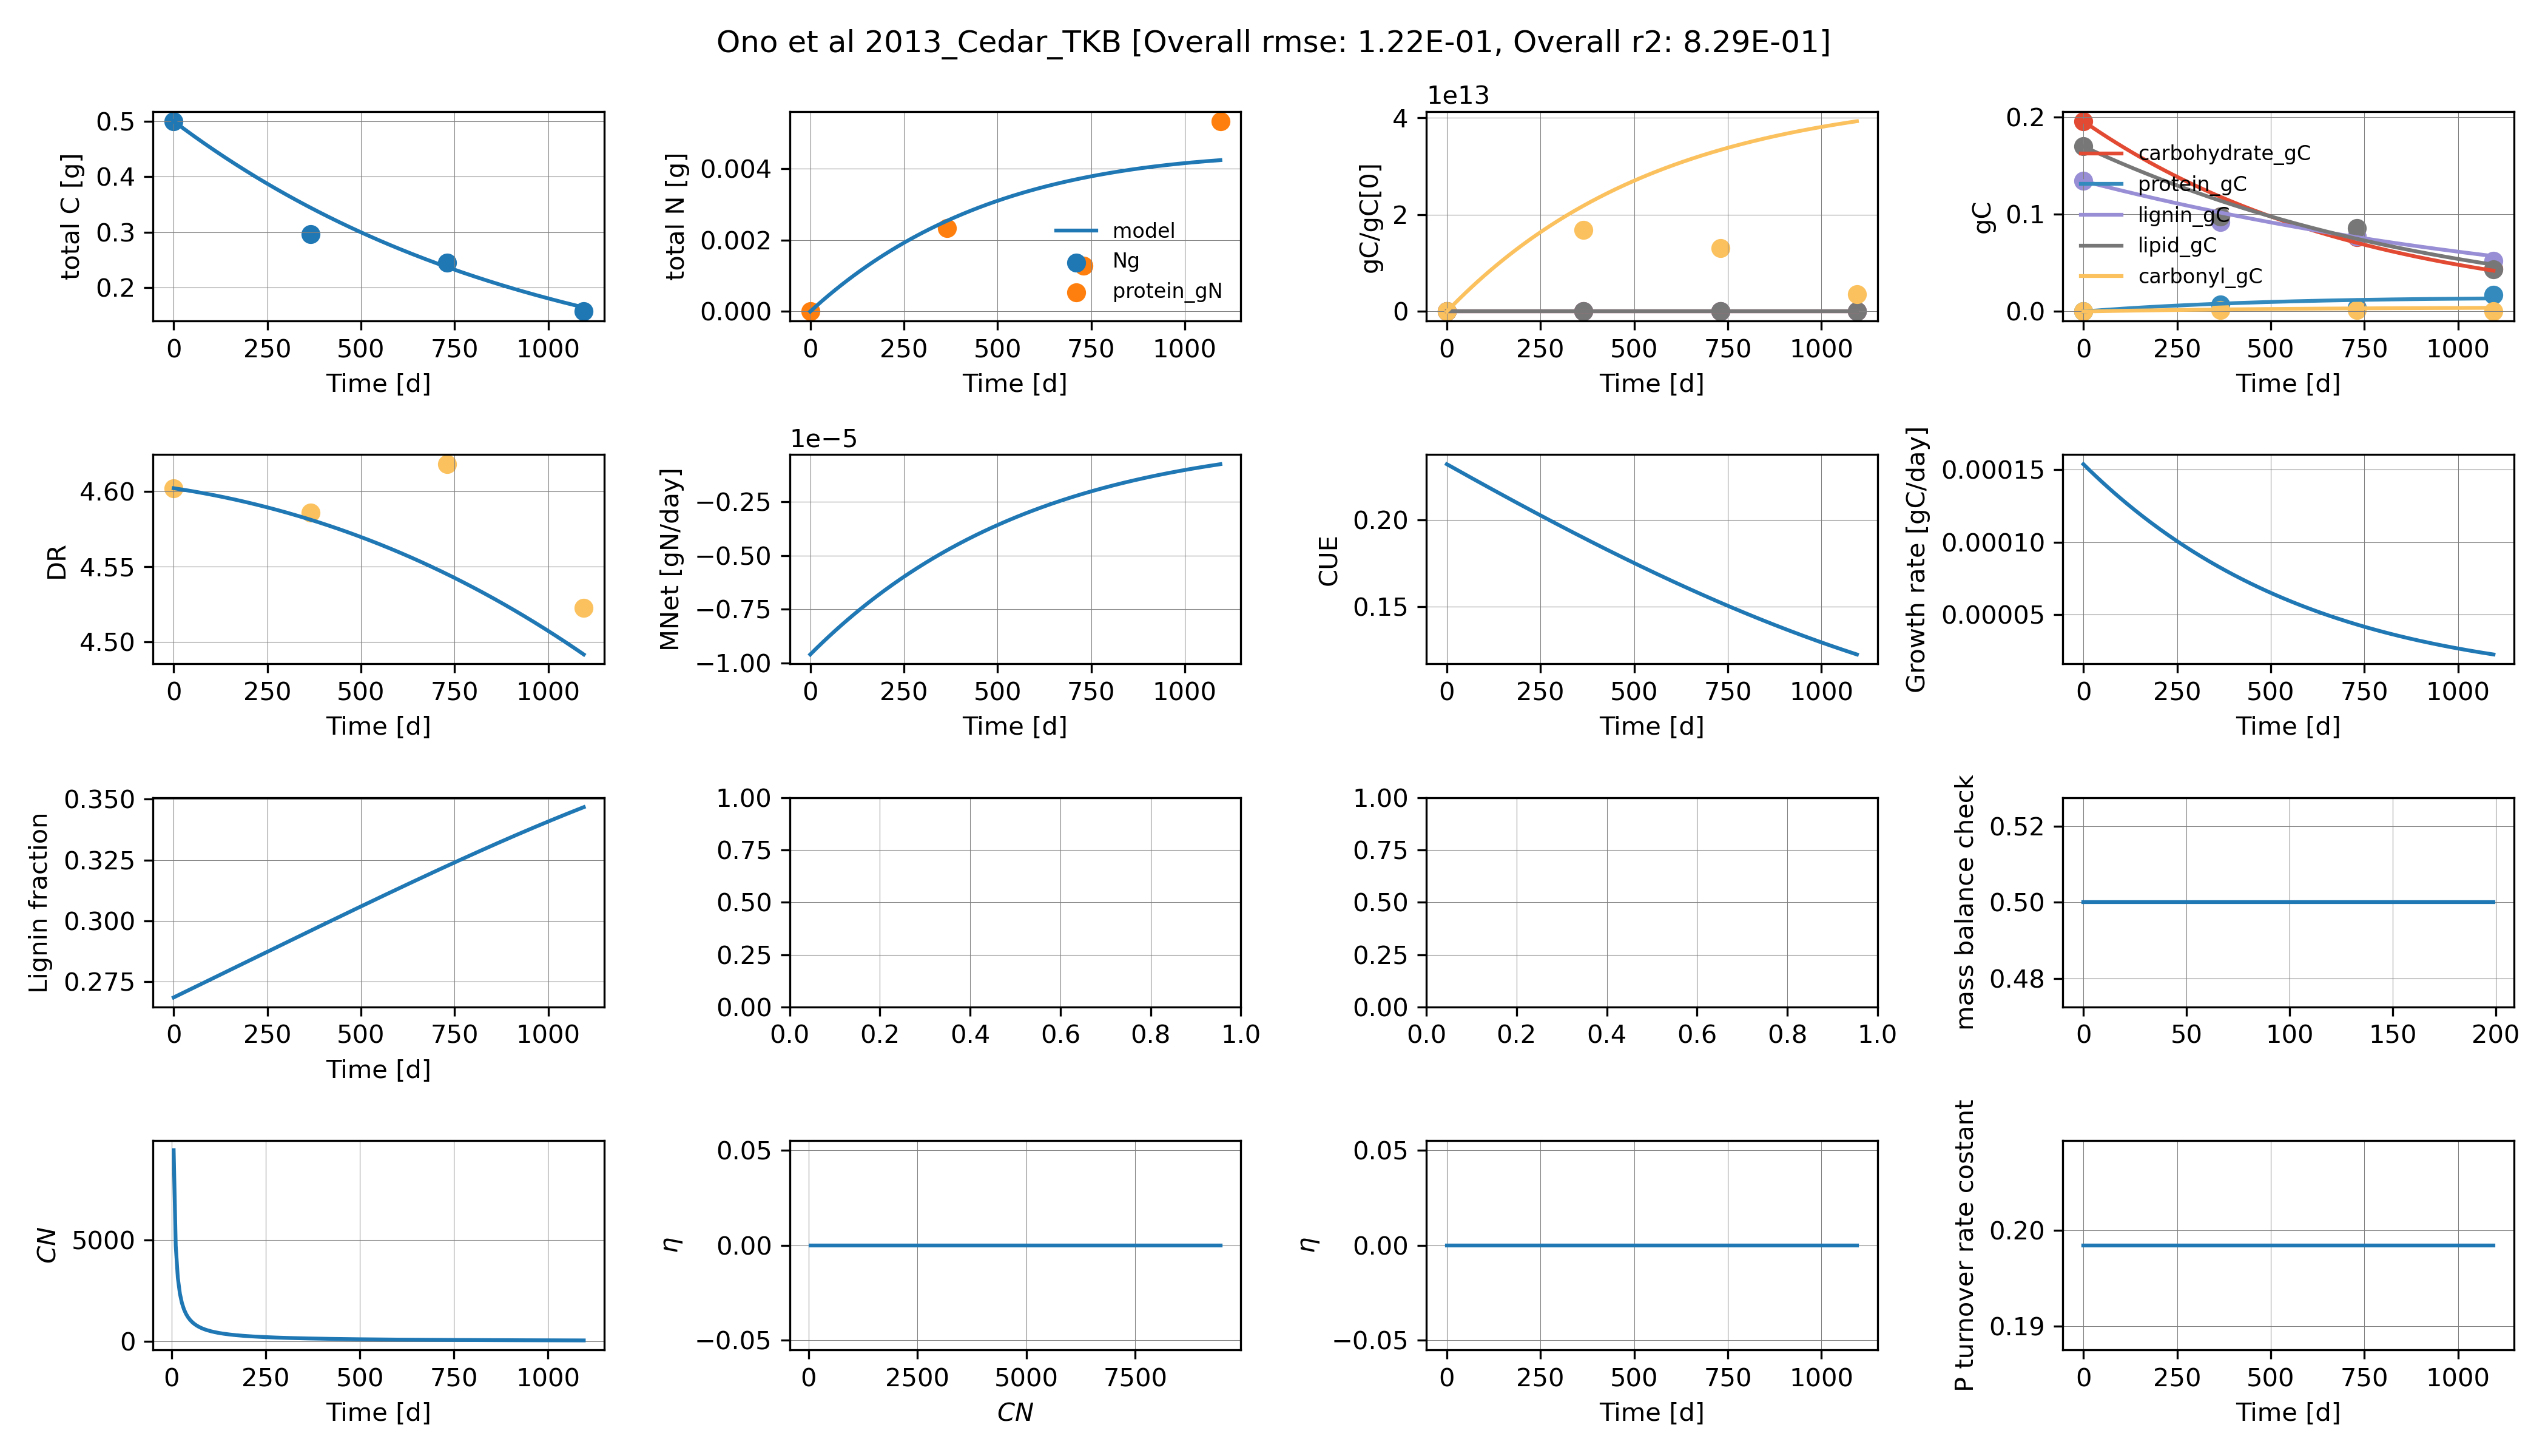 Ono et al 2013_Cedar_TKB [Overall rmse: 1.22E-01, Overall r2: 8.29E-01]
total C [g]
0.5
0.4
0.3
0.2
0 250 500 750 1000
Time [d]
total N [g]
0.004
0.002
0.000
model
Ng
protein_gN
0 250 500 750 1000
Time [d]
1e13
gC/gC[0]
4
2
0
0 250 500 750 1000
Time [d]
gC
0.2
0.1
0.0
carbohydrate_gC
protein_gC
lignin_gC
lipid_gC
carbonyl_gC
0 250 500 750 1000
Time [d]
DR
4.60
4.55
4.50
0 250 500 750 1000
Time [d]
1e−5
MNet [gN/day]
−0.25
−0.50
−0.75
−1.00
0 250 500 750 1000
Time [d]
CUE
0.20
0.15
0 250 500 750 1000
Time [d]
Growth rate [gC/day]
0.00015
0.00010
0.00005
0 250 500 750 1000
Time [d]
Lignin fraction
0.350
0.325
0.300
0.275
0 250 500 750 1000
Time [d]
1.00
0.75
0.50
0.25
0.00
0.0 0.2 0.4 0.6 0.8 1.0
1.00
0.75
0.50
0.25
0.00
0.0 0.2 0.4 0.6 0.8 1.0
mass balance check
0.52
0.50
0.48
0 50 100 150 200
CN
5000
0
0 250 500 750 1000
Time [d]
η
0.05
0.00
−0.05
0 2500 5000 7500
CN
η
0.05
0.00
−0.05
0 250 500 750 1000
Time [d]
P turnover rate costant
0.20
0.19
0 250 500 750 1000
Time [d]